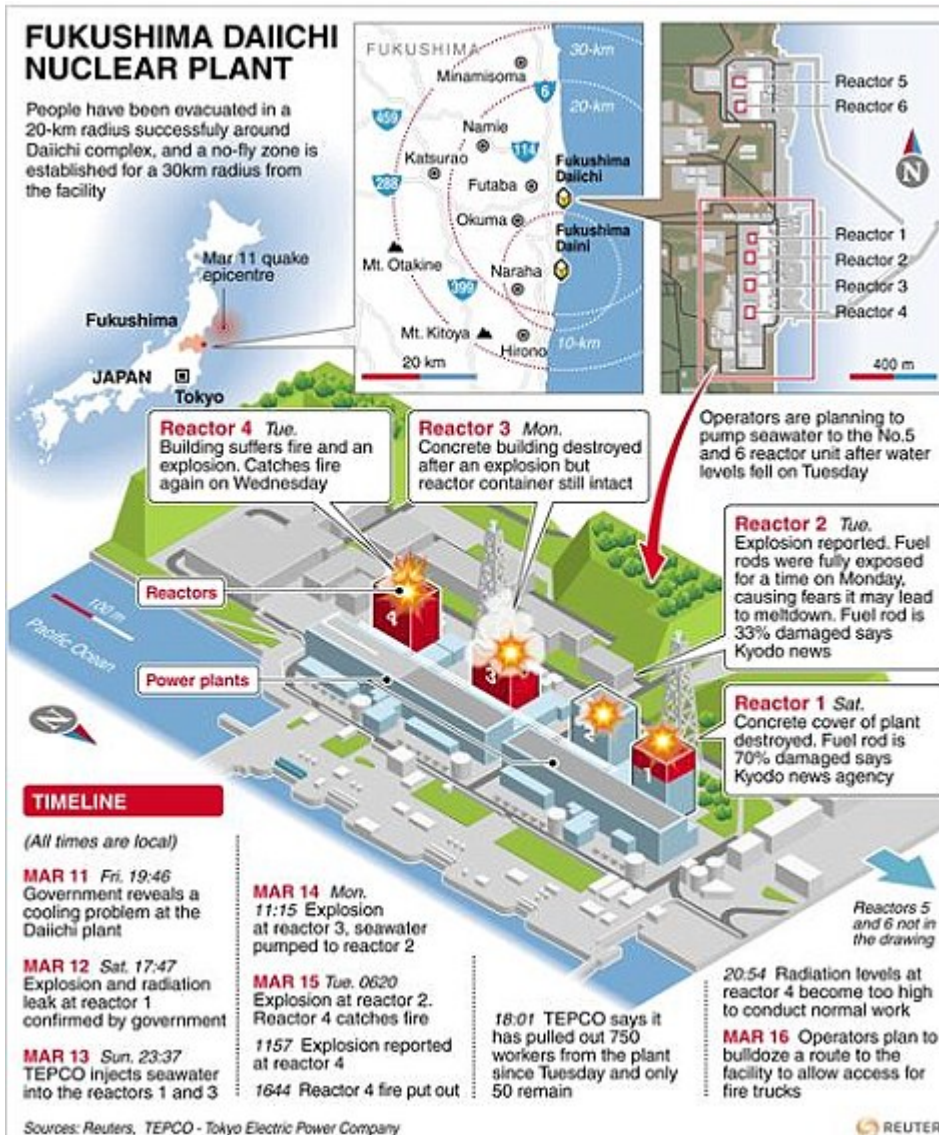 FUKUSHIMA DAIICHI
NUCLEAR PLANT
People have been evacuated in a
20-km radius successfuly around
Daiichi complex, and a no-fly zone is
established for a 30km radius from
the facility
Mar 11 quake
epicentre
Fukushima
JAPAN
Tokyo
FUKUSHIMA
30-km
Minamisoma
6
20-km
459
Namie
114
Katsurao
Fukushima
Daiichi
288
Futaba
Okuma
Fukushima
Daini
Mt. Otakine
Naraha
399
Mt. Kitoya
Hirono
10-km
20 km
Reactor 5
Reactor 6
N
Reactor 1
Reactor 2
Reactor 3
Reactor 4
400 m
Operators are planning to
pump seawater to the No.5
and 6 reactor unit after water
levels fell on Tuesday
Reactor 4 Tue.
Building suffers fire and an
explosion. Catches fire
again on Wednesday
Reactor 3 Mon.
Concrete building destroyed
after an explosion but
reactor container still intact
Reactor 2 Tue.
Explosion reported. Fuel
rods were fully exposed
for a time on Monday,
causing fears it may lead
to meltdown. Fuel rod is
33% damaged says
Kyodo news
Reactor 1 Sat.
Concrete cover of plant
destroyed. Fuel rod is
70% damaged says
Kyodo news agency
Reactors
Power plants
4
3
2
1
100 m
Pacific Ocean
N
Reactors 5
and 6 not in
the drawing
TIMELINE
(All times are local)
MAR 11 Fri. 19:46
Government reveals a
cooling problem at the
Daiichi plant
MAR 12 Sat. 17:47
Explosion and radiation
leak at reactor 1
confirmed by government
MAR 13 Sun. 23:37
TEPCO injects seawater
into the reactors 1 and 3
MAR 14 Mon.
11:15 Explosion
at reactor 3, seawater
pumped to reactor 2
MAR 15 Tue. 0620
Explosion at reactor 2.
Reactor 4 catches fire
1157 Explosion reported
at reactor 4
1644 Reactor 4 fire put out
18:01 TEPCO says it
has pulled out 750
workers from the plant
since Tuesday and only
50 remain
20:54 Radiation levels at
reactor 4 become too high
to conduct normal work
MAR 16 Operators plan to
bulldoze a route to the
facility to allow access for
fire trucks
Sources: Reuters, TEPCO - Tokyo Electric Power Company
REUTER